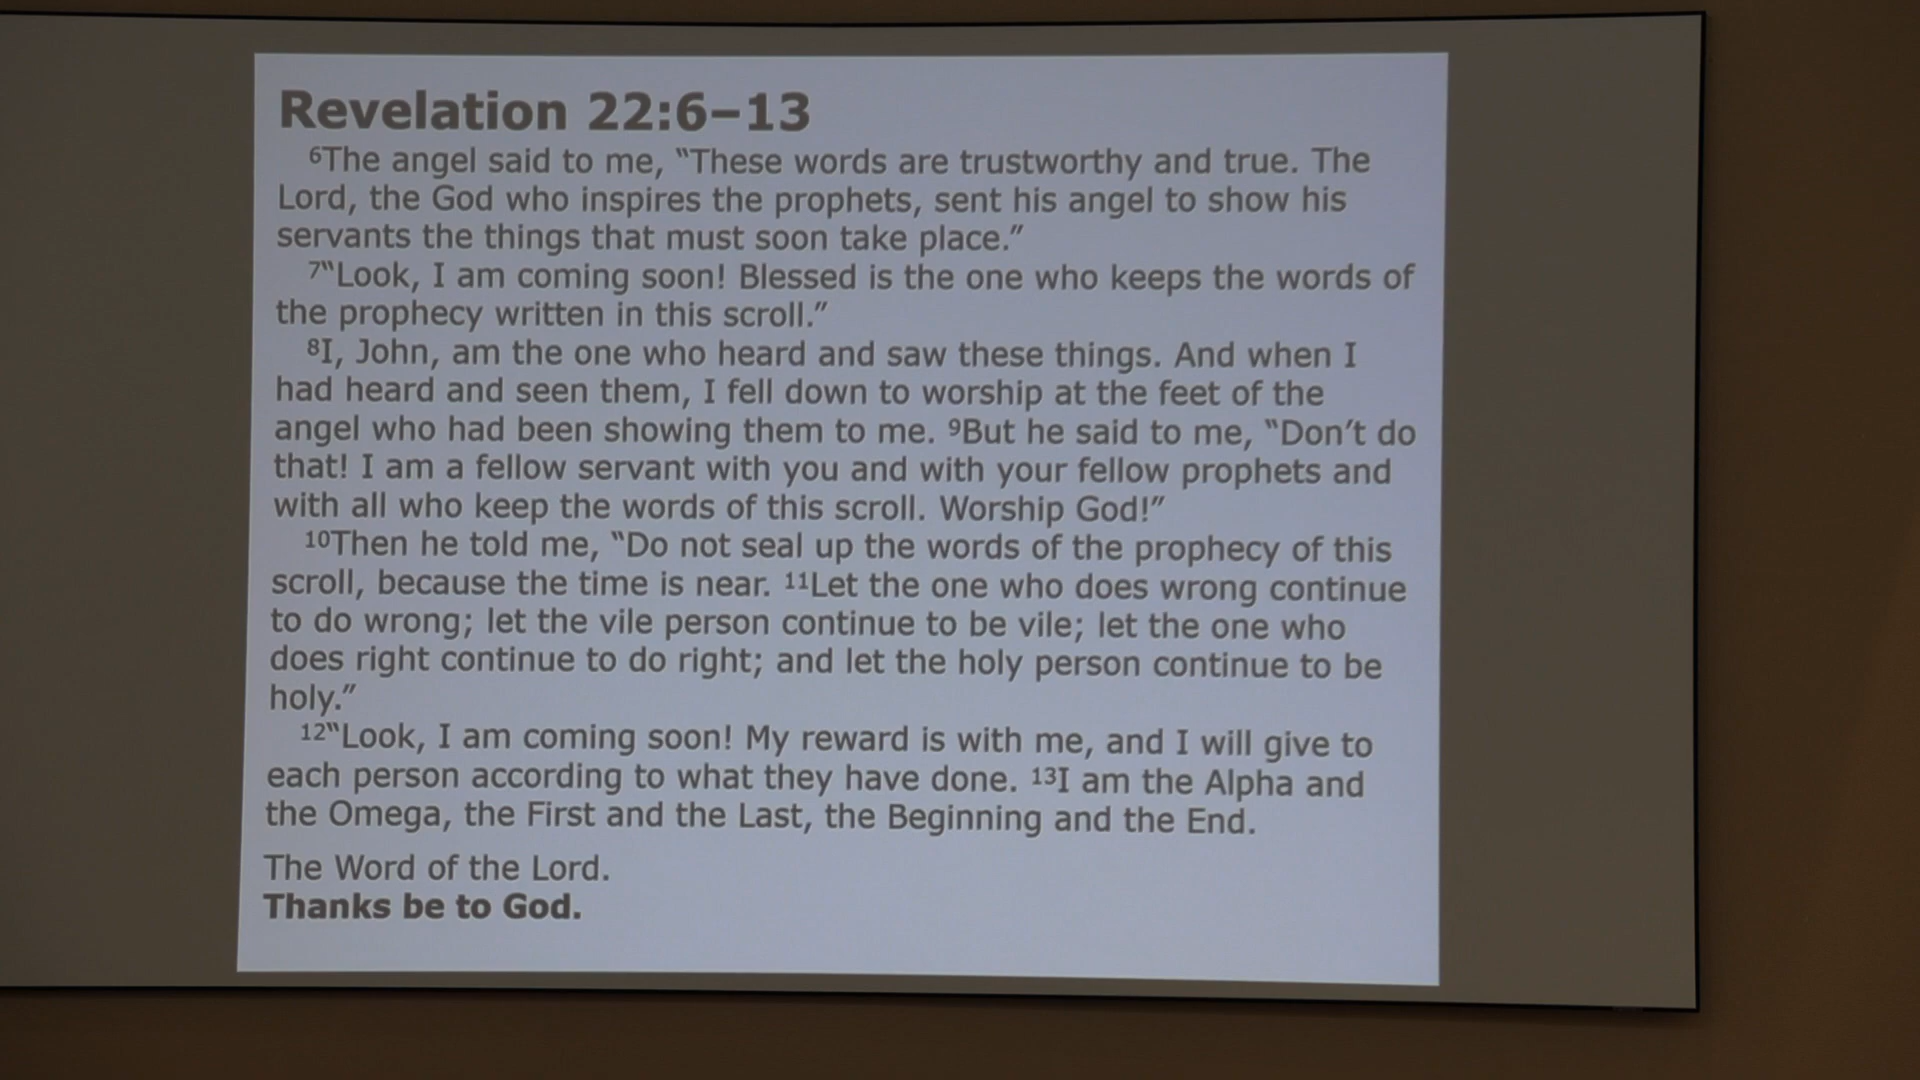 Revelation 22:6–13
⁶The angel said to me, “These words are trustworthy and true. The
Lord, the God who inspires the prophets, sent his angel to show his
servants the things that must soon take place.”
⁷“Look, I am coming soon! Blessed is the one who keeps the words of
the prophecy written in this scroll.”
⁸I, John, am the one who heard and saw these things. And when I
had heard and seen them, I fell down to worship at the feet of the
angel who had been showing them to me. ⁹But he said to me, “Don’t do
that! I am a fellow servant with you and with your fellow prophets and
with all who keep the words of this scroll. Worship God!”
¹⁰Then he told me, “Do not seal up the words of the prophecy of this
scroll, because the time is near. ¹¹Let the one who does wrong continue
to do wrong; let the vile person continue to be vile; let the one who
does right continue to do right; and let the holy person continue to be
holy.”
¹²“Look, I am coming soon! My reward is with me, and I will give to
each person according to what they have done. ¹³I am the Alpha and
the Omega, the First and the Last, the Beginning and the End.
The Word of the Lord.
Thanks be to God.